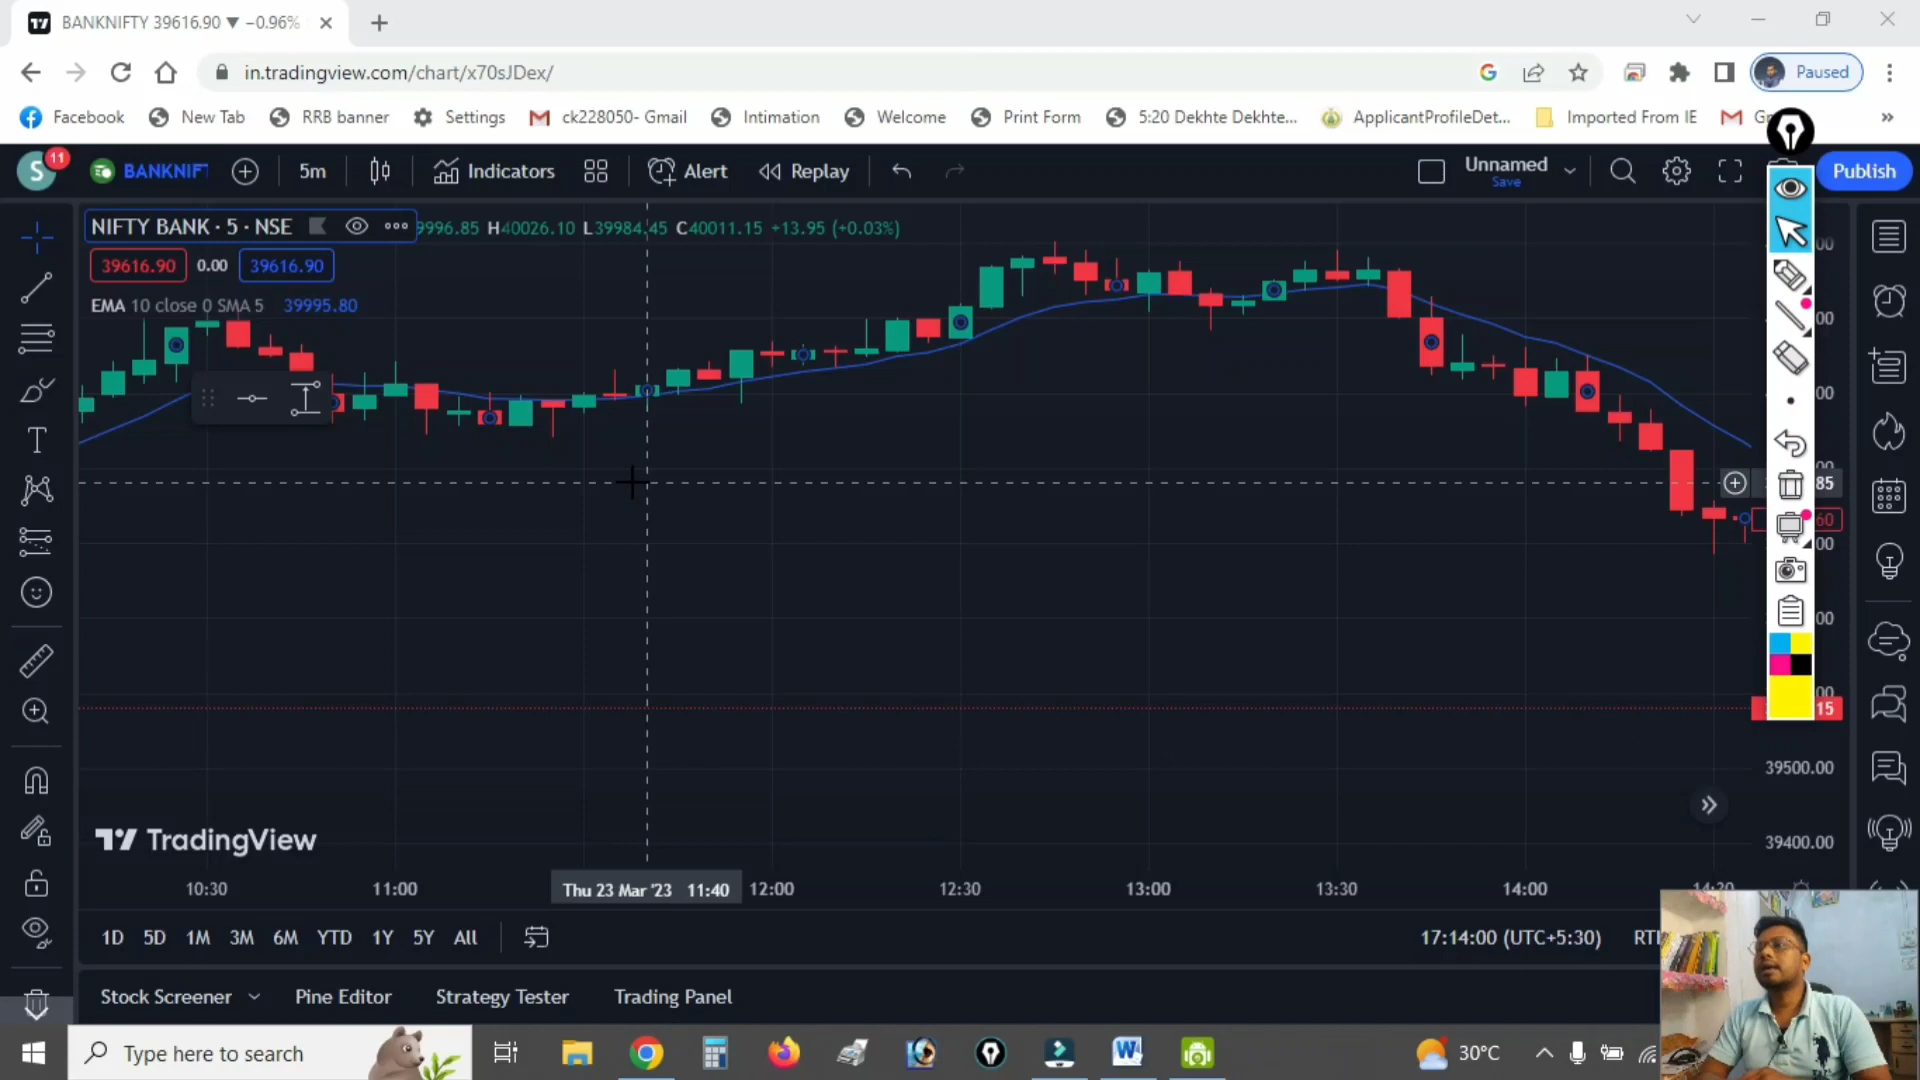 BANKNIFTY 39616.90 ▼ −0.96%
in.tradingview.com/chart/x70sJDex/
Paused
Facebook
New Tab
RRB banner
Settings
ck228050- Gmail
Intimation
Welcome
Print Form
5:20 Dekhte Dekhte...
ApplicantProfileDet...
Imported From IE
S
11
BANKNIF
5m
Indicators
Alert
Replay
Unnamed
Save
Publish
NIFTY BANK · 5 · NSE
9996.85 H40026.10 L39984.45 C40011.15 +13.95 (+0.03%)
39616.90
0.00
39616.90
EMA 10 close 0 SMA 5 39995.80
85
60
15
39500.00
39400.00
TradingView
10:30
11:00
Thu 23 Mar '23 11:40
12:00
12:30
13:00
13:30
14:00
1D
5D
1M
3M
6M
YTD
1Y
5Y
All
17:14:00 (UTC+5:30)
Stock Screener
Pine Editor
Strategy Tester
Trading Panel
Type here to search
30°C